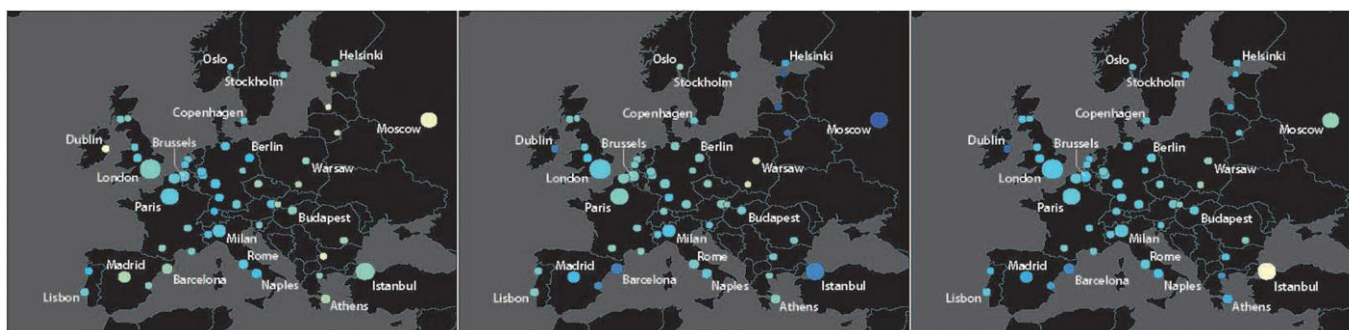 Oslo
Helsinki
Stockholm
Copenhagen
Moscow
Dublin
Brussels
Berlin
London
Warsaw
Paris
Budapest
Milan
Madrid
Rome
Barcelona
Istanbul
Lisbon
Naples
Athens
Oslo
Helsinki
Stockholm
Copenhagen
Moscow
Dublin
Brussels
Berlin
London
Warsaw
Paris
Budapest
Milan
Madrid
Rome
Barcelona
Istanbul
Lisbon
Naples
Athens
Oslo
Helsinki
Stockholm
Copenhagen
Moscow
Dublin
Brussels
Berlin
London
Warsaw
Paris
Budapest
Milan
Madrid
Rome
Barcelona
Istanbul
Lisbon
Naples
Athens